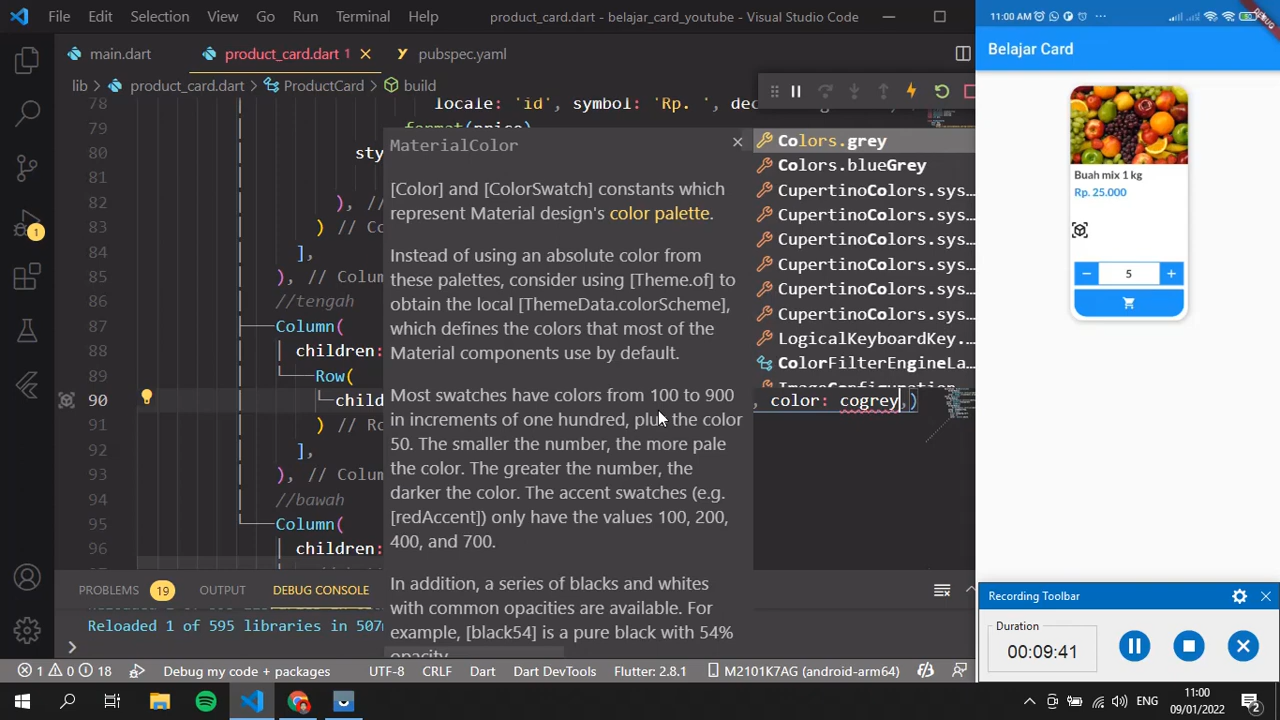 File Edit Selection View Go Run Terminal Help product_card.dart - belajar_card_youtube - Visual Studio Code
main.dart product_card.dart 1 pubspec.yaml
lib > product_card.dart > ProductCard > build
78 locale: 'id', symbol: 'Rp. ', dec
79 format(price)
80 sty
81
82 ), //
83 ) // Co
84 ],
85 ), // Colum
86 //tengah
87 Column(
88 children:
89 Row(
90 child , color: cogrey,)
91 ) // Ro
92 ],
93 ), // Colum
94 //bawah
95 Column(
96 children:
MaterialColor
[Color] and [ColorSwatch] constants which
represent Material design's color palette.
Instead of using an absolute color from
these palettes, consider using [Theme.of] to
obtain the local [ThemeData.colorScheme],
which defines the colors that most of the
Material components use by default.
Most swatches have colors from 100 to 900
in increments of one hundred, plus the color
50. The smaller the number, the more pale
the color. The greater the number, the
darker the color. The accent swatches (e.g.
[redAccent]) only have the values 100, 200,
400, and 700.
In addition, a series of blacks and whites
with common opacities are available. For
example, [black54] is a pure black with 54%
opacity.
Colors.grey
Colors.blueGrey
CupertinoColors.sys…
CupertinoColors.sys…
CupertinoColors.sys…
CupertinoColors.sys…
CupertinoColors.sys…
CupertinoColors.sys…
LogicalKeyboardKey.…
ColorFilterEngineLa…
ImageConfiguration
PROBLEMS 19 OUTPUT DEBUG CONSOLE
Reloaded 1 of 595 libraries in 507m
1
1 18 Debug my code + packages UTF-8 CRLF Dart Dart DevTools Flutter: 2.8.1 M2101K7AG (android-arm64)
11:00 AM
DEBUG
Belajar Card
Buah mix 1 kg
Rp. 25.000
− 5 +
Recording Toolbar
Duration
00:09:41
ENG
11:00
09/01/2022
2